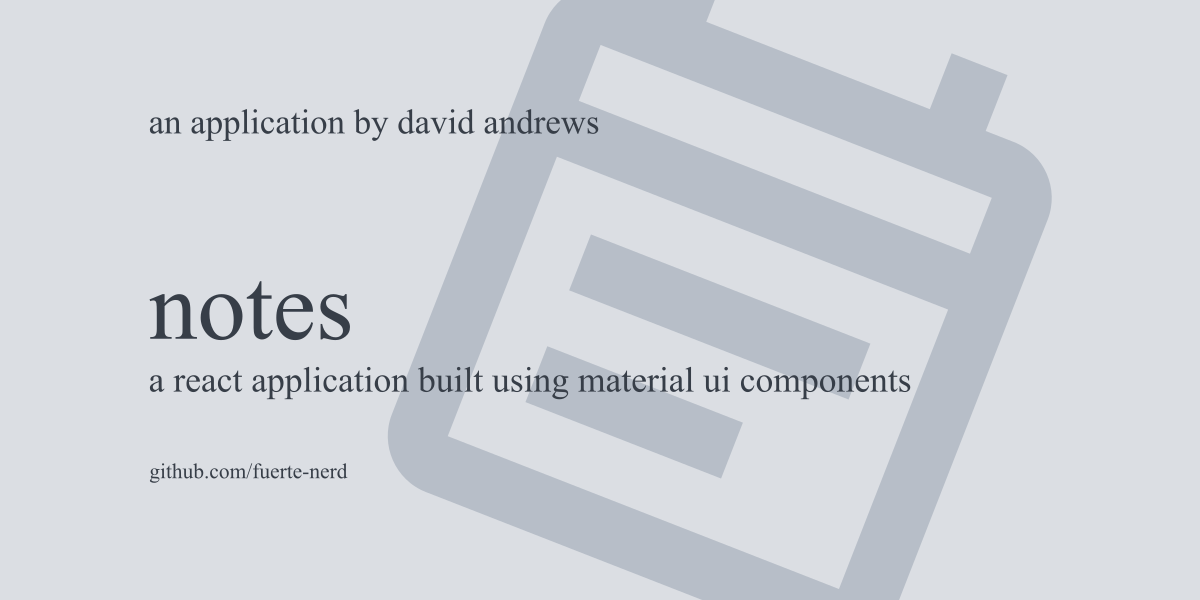 an application by david andrews
notes
a react application built using material ui components
github.com/fuerte-nerd